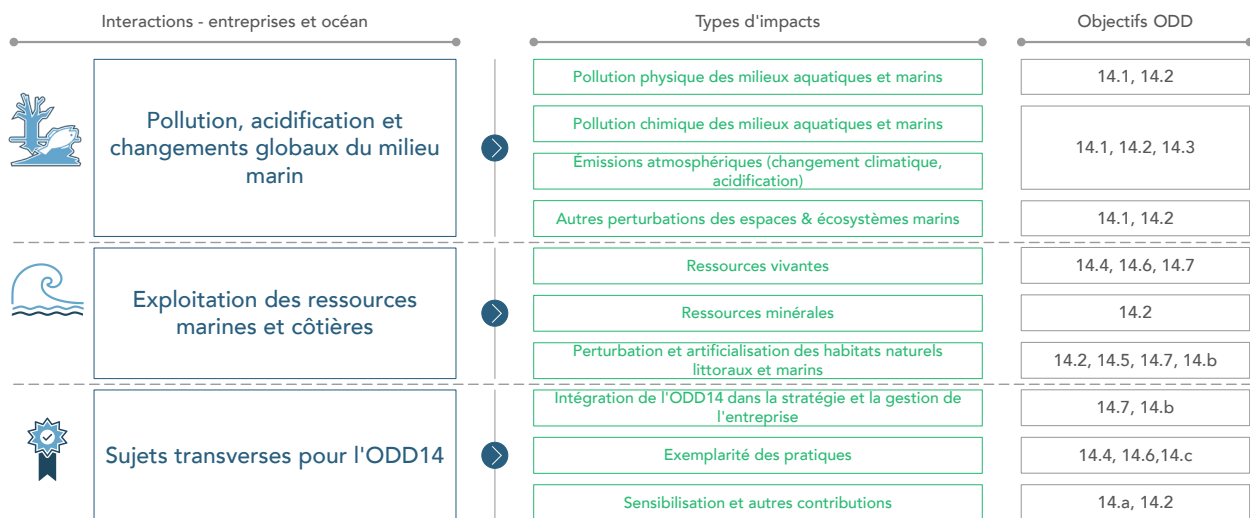 Interactions - entreprises et océan
Types d'impacts
Objectifs ODD
Pollution, acidification et
changements globaux du milieu
marin
Pollution physique des milieux aquatiques et marins
14.1, 14.2
Pollution chimique des milieux aquatiques et marins
Émissions atmosphériques (changement climatique,
acidification)
14.1, 14.2, 14.3
Autres perturbations des espaces & écosystèmes marins
14.1, 14.2
Exploitation des ressources
marines et côtières
Ressources vivantes
14.4, 14.6, 14.7
Ressources minérales
14.2
Perturbation et artificialisation des habitats naturels
littoraux et marins
14.2, 14.5, 14.7, 14.b
Sujets transverses pour l'ODD14
Intégration de l'ODD14 dans la stratégie et la gestion de
l'entreprise
14.7, 14.b
Exemplarité des pratiques
14.4, 14.6,14.c
Sensibilisation et autres contributions
14.a, 14.2